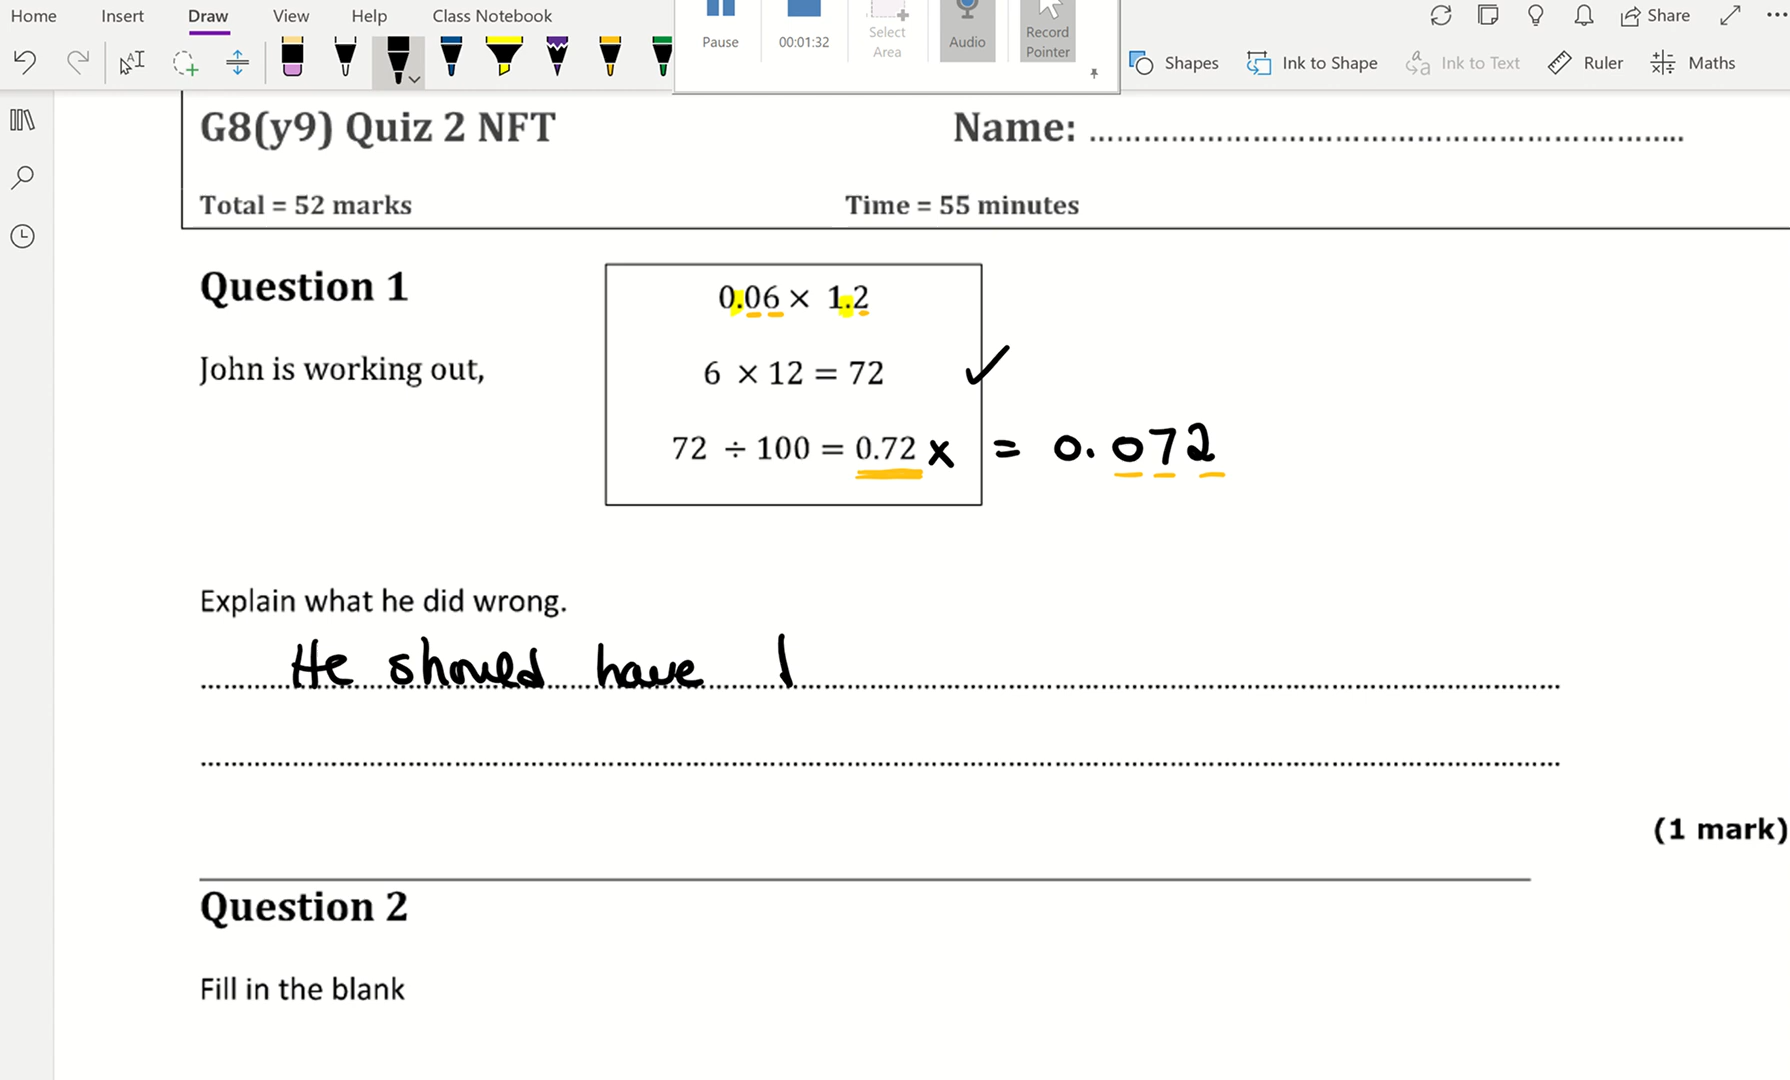 Home Insert Draw View Help Class Notebook
Share
Pause 00:01:32 Select Area Audio Record Pointer
Shapes Ink to Shape Ink to Text Ruler Maths
G8(y9) Quiz 2 NFT Name: ............................................................
Total = 52 marks Time = 55 minutes
Question 1
0.06 × 1.2
John is working out,
6 × 12 = 72 ✓
72 ÷ 100 = 0.72 x = 0.072
Explain what he did wrong.
He should have
(1 mark)
Question 2
Fill in the blank